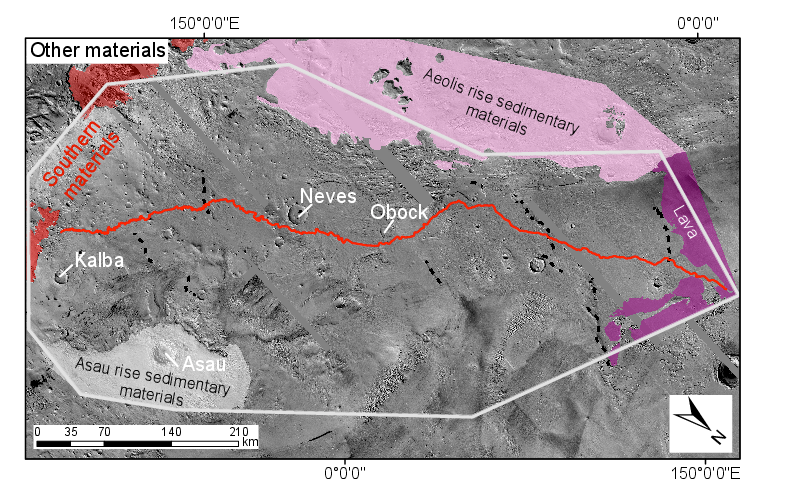 150°0'0"E
0°0'0"
Other materials
Aeolis rise sedimentary
materials
Southern
materials
Neves
Obock
Lava
Kalba
Asau
Asau rise sedimentary
materials
0 35 70 140 210
km
N
0°0'0"
150°0'0"E